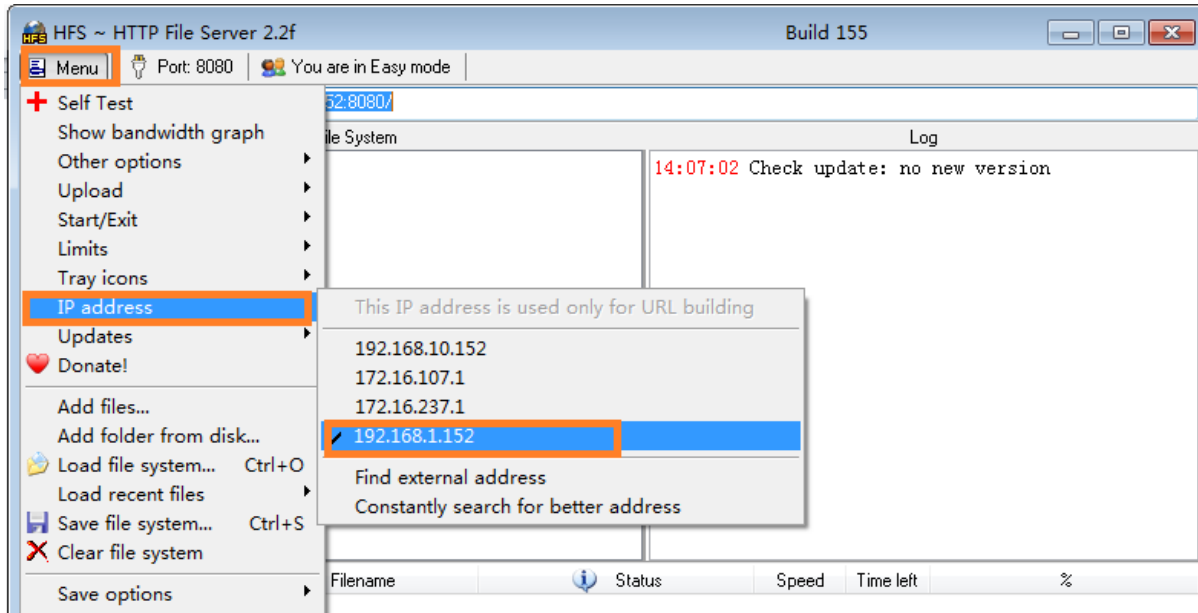 HFS ~ HTTP File Server 2.2f Build 155
Menu Port: 8080 You are in Easy mode
52:8080/
ile System Log
14:07:02 Check update: no new version
Self Test
Show bandwidth graph
Other options
Upload
Start/Exit
Limits
Tray icons
IP address
Updates
Donate!
Add files...
Add folder from disk...
Load file system... Ctrl+O
Load recent files
Save file system... Ctrl+S
Clear file system
Save options
This IP address is used only for URL building
192.168.10.152
172.16.107.1
172.16.237.1
192.168.1.152
Find external address
Constantly search for better address
Filename Status Speed Time left %